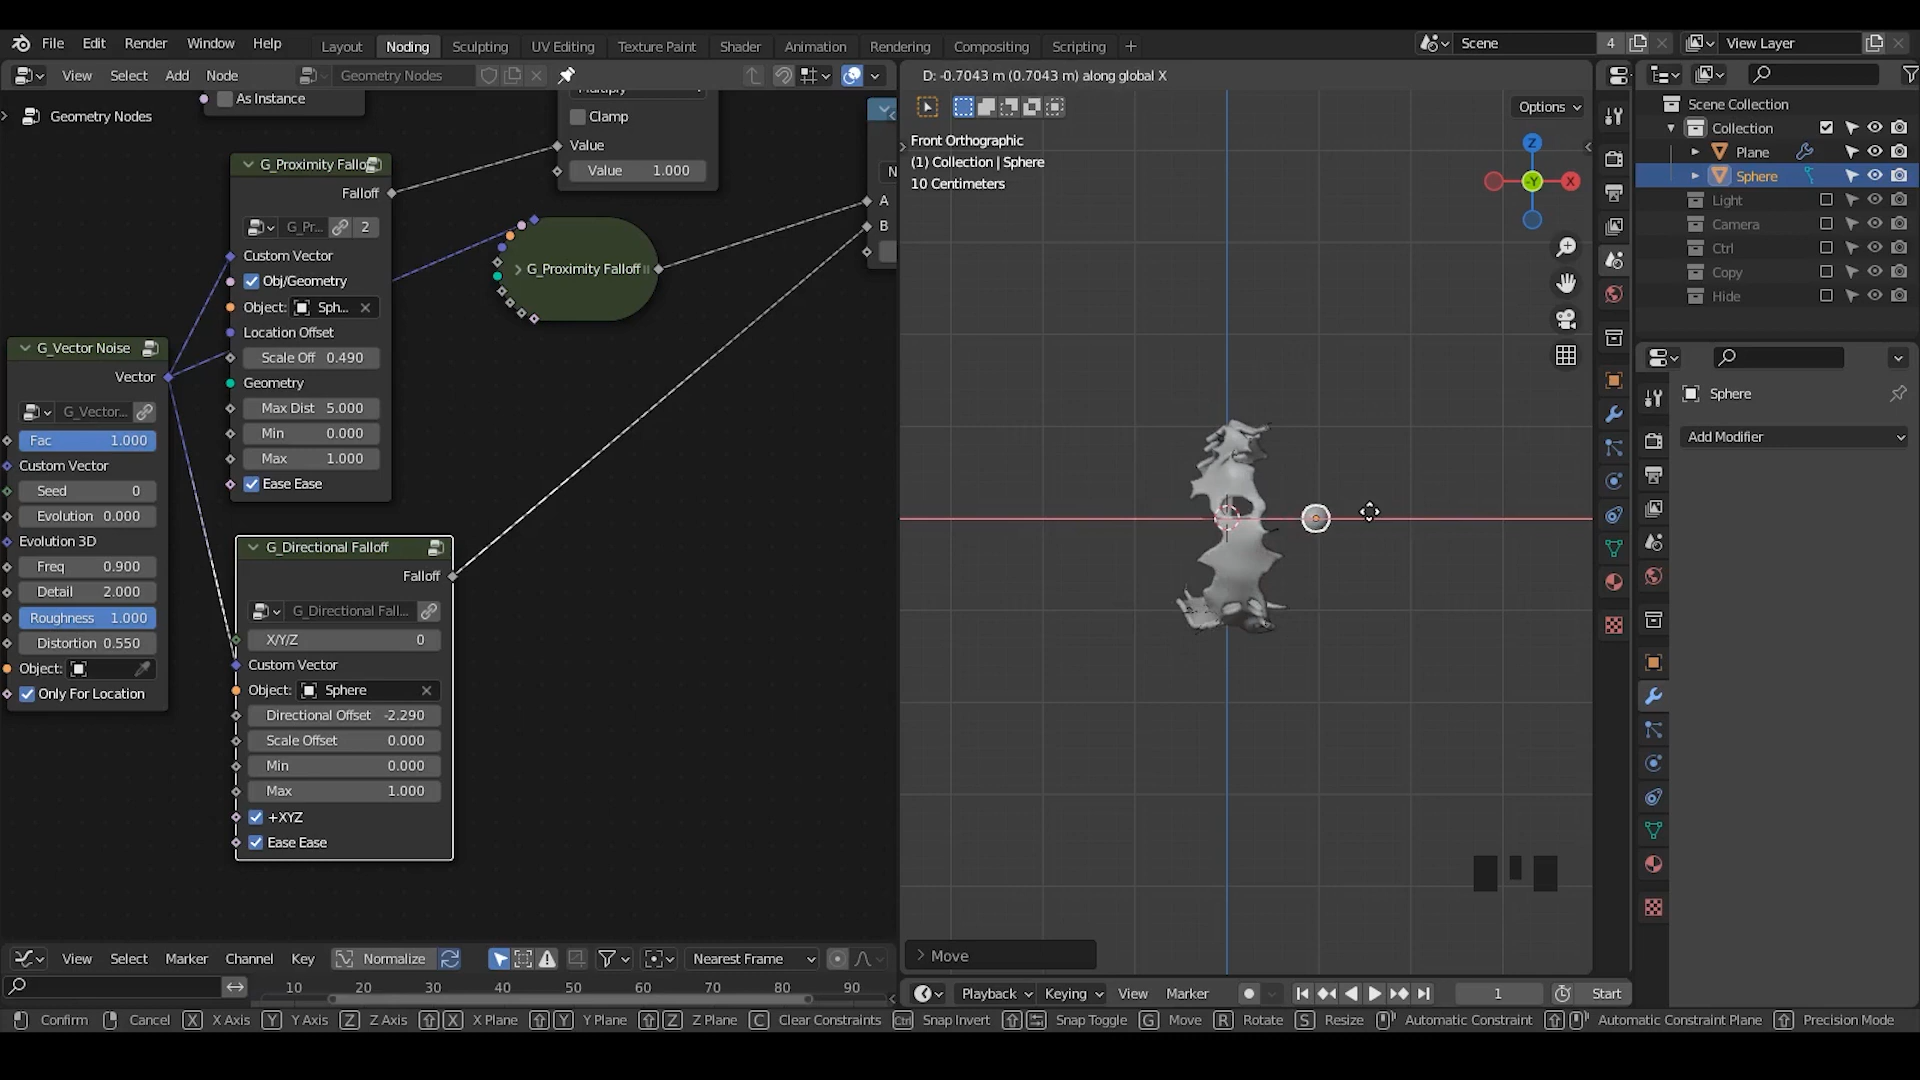 File Edit Render Window Help
Layout Noding Sculpting UV Editing Texture Paint Shader Animation Rendering Compositing Scripting +
Scene 4 View Layer
View Select Add Node Geometry Nodes
D: -0.7043 m (0.7043 m) along global X
Options
Geometry Nodes
As Instance
Clamp
Value
Value 1.000
G_Proximity Fallo
Falloff
G_Pr... 2
Custom Vector
Obj/Geometry
Object: Sph...
Location Offset
Scale Off 0.490
Geometry
Max Dist 5.000
Min 0.000
Max 1.000
Ease Ease
G_Proximity Falloff
N
A
B
G_Vector Noise
Vector
G_Vector...
Fac 1.000
Custom Vector
Seed 0
Evolution 0.000
Evolution 3D
Freq 0.900
Detail 2.000
Roughness 1.000
Distortion 0.550
Object:
Only For Location
G_Directional Falloff
Falloff
G_Directional Fall...
X/Y/Z 0
Custom Vector
Object: Sphere
Directional Offset -2.290
Scale Offset 0.000
Min 0.000
Max 1.000
+XYZ
Ease Ease
Front Orthographic
(1) Collection | Sphere
10 Centimeters
Z
-Y
X
Move
Scene Collection
Collection
Plane
Sphere
Light
Camera
Ctrl
Copy
Hide
Sphere
Add Modifier
View Select Marker Channel Key Normalize Nearest Frame
10 20 30 40 50 60 70 80 90
Playback Keying View Marker 1 Start
Confirm Cancel X X Axis Y Y Axis Z Z Axis X X Plane Y Y Plane Z Z Plane C Clear Constraints Ctrl Snap Invert Snap Toggle G Move R Rotate S Resize Automatic Constraint Automatic Constraint Plane Precision Mode